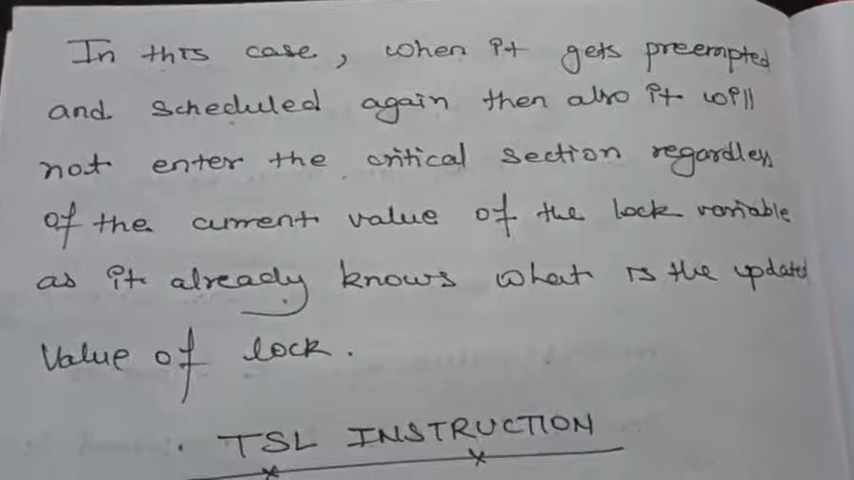 In this case, when it gets preempted
and scheduled again then also it will
not enter the critical section regardless
of the current value of the lock variable
as it already knows what is the updated
Value of lock.
TSL INSTRUCTION